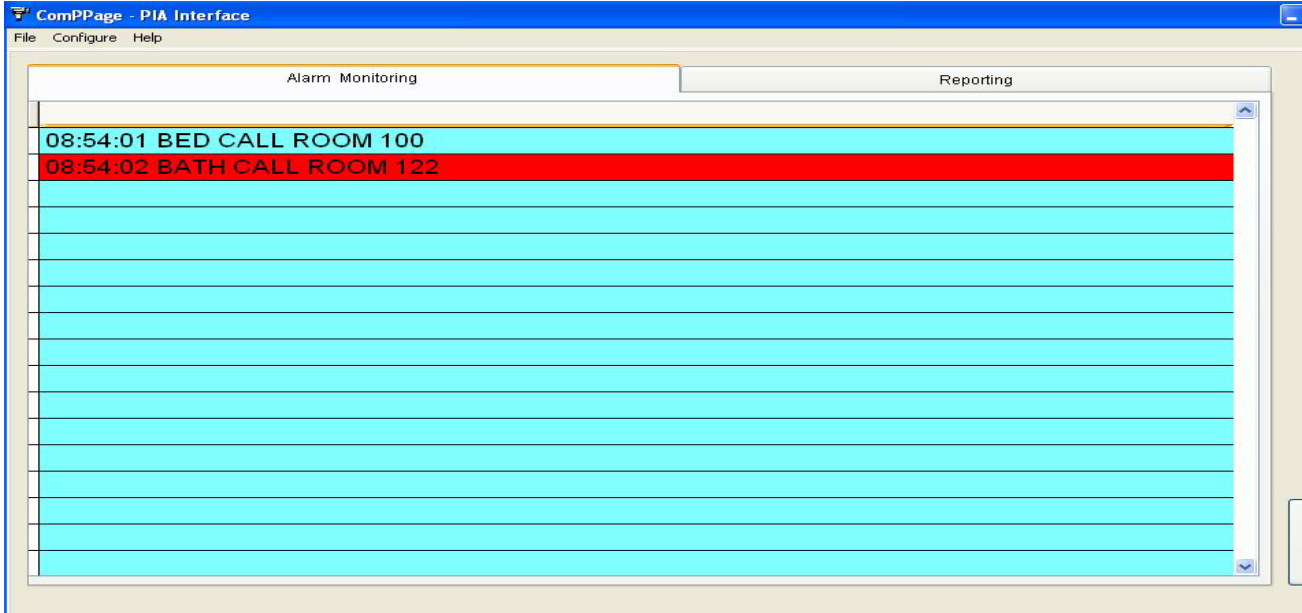 ComPPage - PIA Interface
File Configure Help
Alarm Monitoring Reporting
08:54:01 BED CALL ROOM 100
08:54:02 BATH CALL ROOM 122